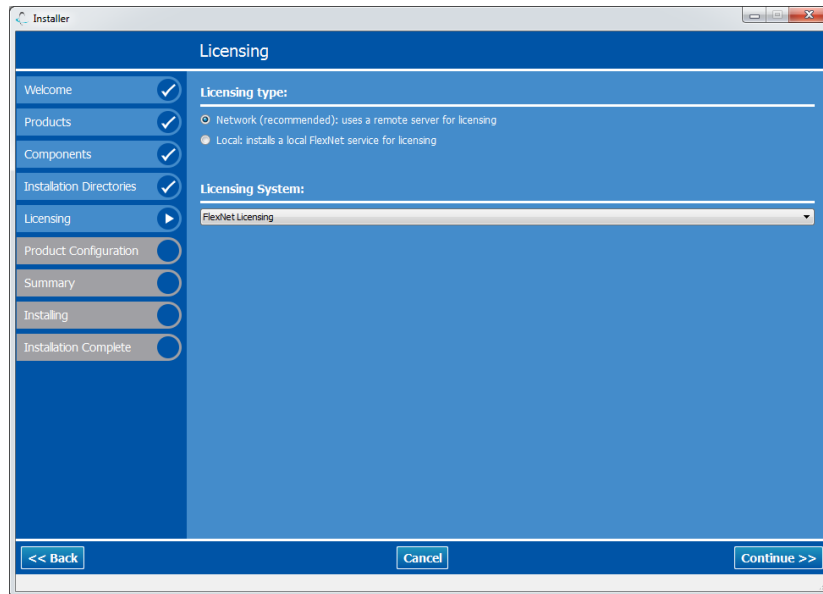 Installer
Licensing
Welcome
Products
Components
Installation Directories
Licensing
Product Configuration
Summary
Installing
Installation Complete
Licensing type:
Network (recommended): uses a remote server for licensing
Local: installs a local FlexNet service for licensing
Licensing System:
FlexNet Licensing
<< Back
Cancel
Continue >>